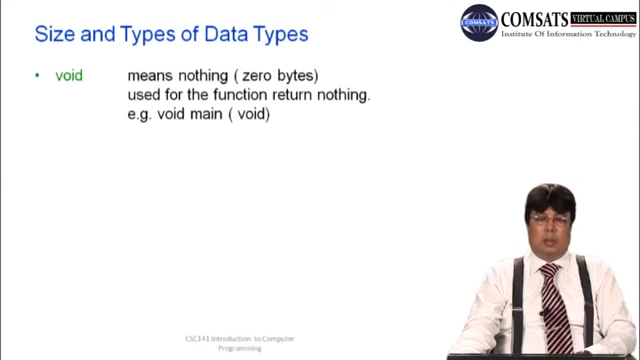 Size and Types of Data Types
COMSATS VIRTUAL CAMPUS
Institute Of Information Technology
• void means nothing ( zero bytes)
used for the function return nothing.
e.g. void main ( void)
CSC141 Introduction to Computer
Programming